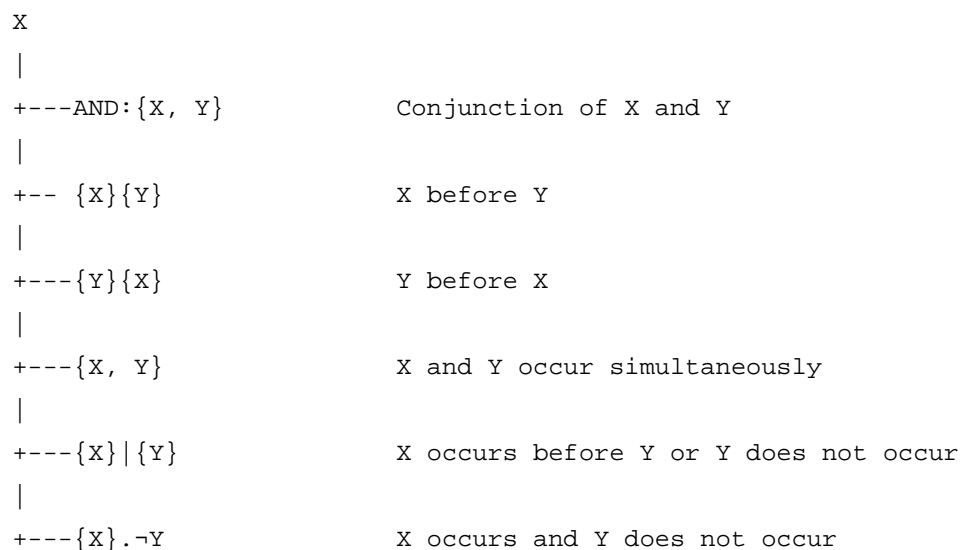 X
|
+---AND:{X, Y}             Conjunction of X and Y
|
+-- {X}{Y}                 X before Y
|
+---{Y}{X}                 Y before X
|
+---{X, Y}                 X and Y occur simultaneously
|
+---{X}|{Y}                X occurs before Y or Y does not occur
|
+---{X}.¬Y                 X occurs and Y does not occur